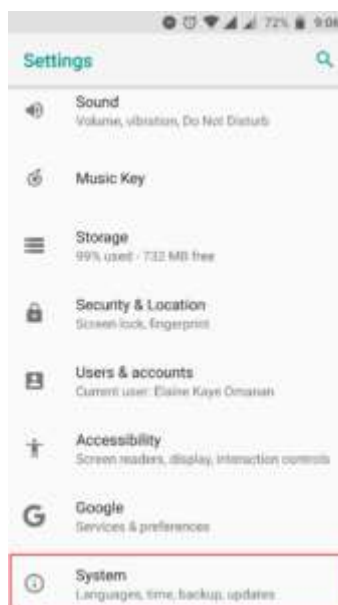 72% 9:06
Settings
Sound
Volume, vibration, Do Not Disturb
Music Key
Storage
99% used - 732 MB free
Security & Location
Screen lock, fingerprint
Users & accounts
Current user: Elaine Kaye Omanan
Accessibility
Screen readers, display, interaction controls
Google
Services & preferences
System
Languages, time, backup, updates